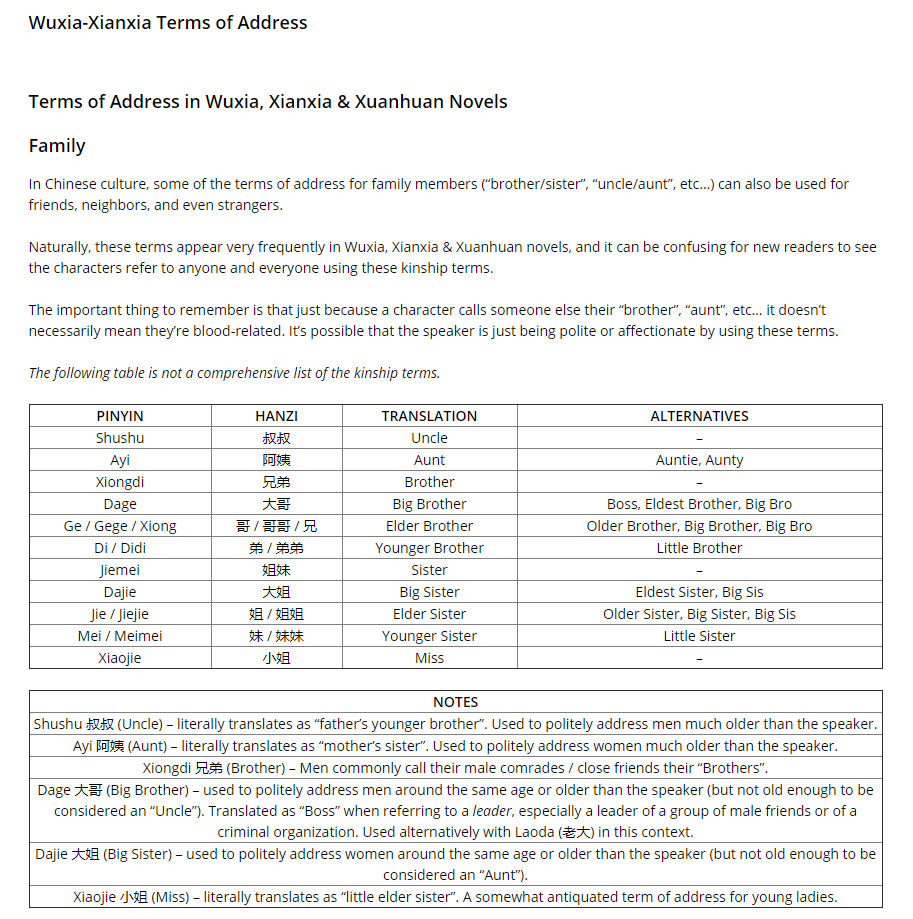 Wuxia-Xianxia Terms of Address
Terms of Address in Wuxia, Xianxia & Xuanhuan Novels
Family
In Chinese culture, some of the terms of address for family members (“brother/sister”, “uncle/aunt”, etc…) can also be used for
friends, neighbors, and even strangers.
Naturally, these terms appear very frequently in Wuxia, Xianxia & Xuanhuan novels, and it can be confusing for new readers to see
the characters refer to anyone and everyone using these kinship terms.
The important thing to remember is that just because a character calls someone else their “brother”, “aunt”, etc… it doesn’t
necessarily mean they’re blood-related. It’s possible that the speaker is just being polite or affectionate by using these terms.
The following table is not a comprehensive list of the kinship terms.
PINYIN HANZI TRANSLATION ALTERNATIVES
Shushu 叔叔 Uncle –
Ayi 阿姨 Aunt Auntie, Aunty
Xiongdi 兄弟 Brother –
Dage 大哥 Big Brother Boss, Eldest Brother, Big Bro
Ge / Gege / Xiong 哥 / 哥哥 / 兄 Elder Brother Older Brother, Big Brother, Big Bro
Di / Didi 弟 / 弟弟 Younger Brother Little Brother
Jiemei 姐妹 Sister –
Dajie 大姐 Big Sister Eldest Sister, Big Sis
Jie / Jiejie 姐 / 姐姐 Elder Sister Older Sister, Big Sister, Big Sis
Mei / Meimei 妹 / 妹妹 Younger Sister Little Sister
Xiaojie 小姐 Miss –
NOTES
Shushu 叔叔 (Uncle) – literally translates as “father’s younger brother”. Used to politely address men much older than the speaker.
Ayi 阿姨 (Aunt) – literally translates as “mother’s sister”. Used to politely address women much older than the speaker.
Xiongdi 兄弟 (Brother) – Men commonly call their male comrades / close friends their “Brothers”.
Dage 大哥 (Big Brother) – used to politely address men around the same age or older than the speaker (but not old enough to be
considered an “Uncle”). Translated as “Boss” when referring to a leader, especially a leader of a group of male friends or of a
criminal organization. Used alternatively with Laoda (老大) in this context.
Dajie 大姐 (Big Sister) – used to politely address women around the same age or older than the speaker (but not old enough to be
considered an “Aunt”).
Xiaojie 小姐 (Miss) – literally translates as “little elder sister”. A somewhat antiquated term of address for young ladies.